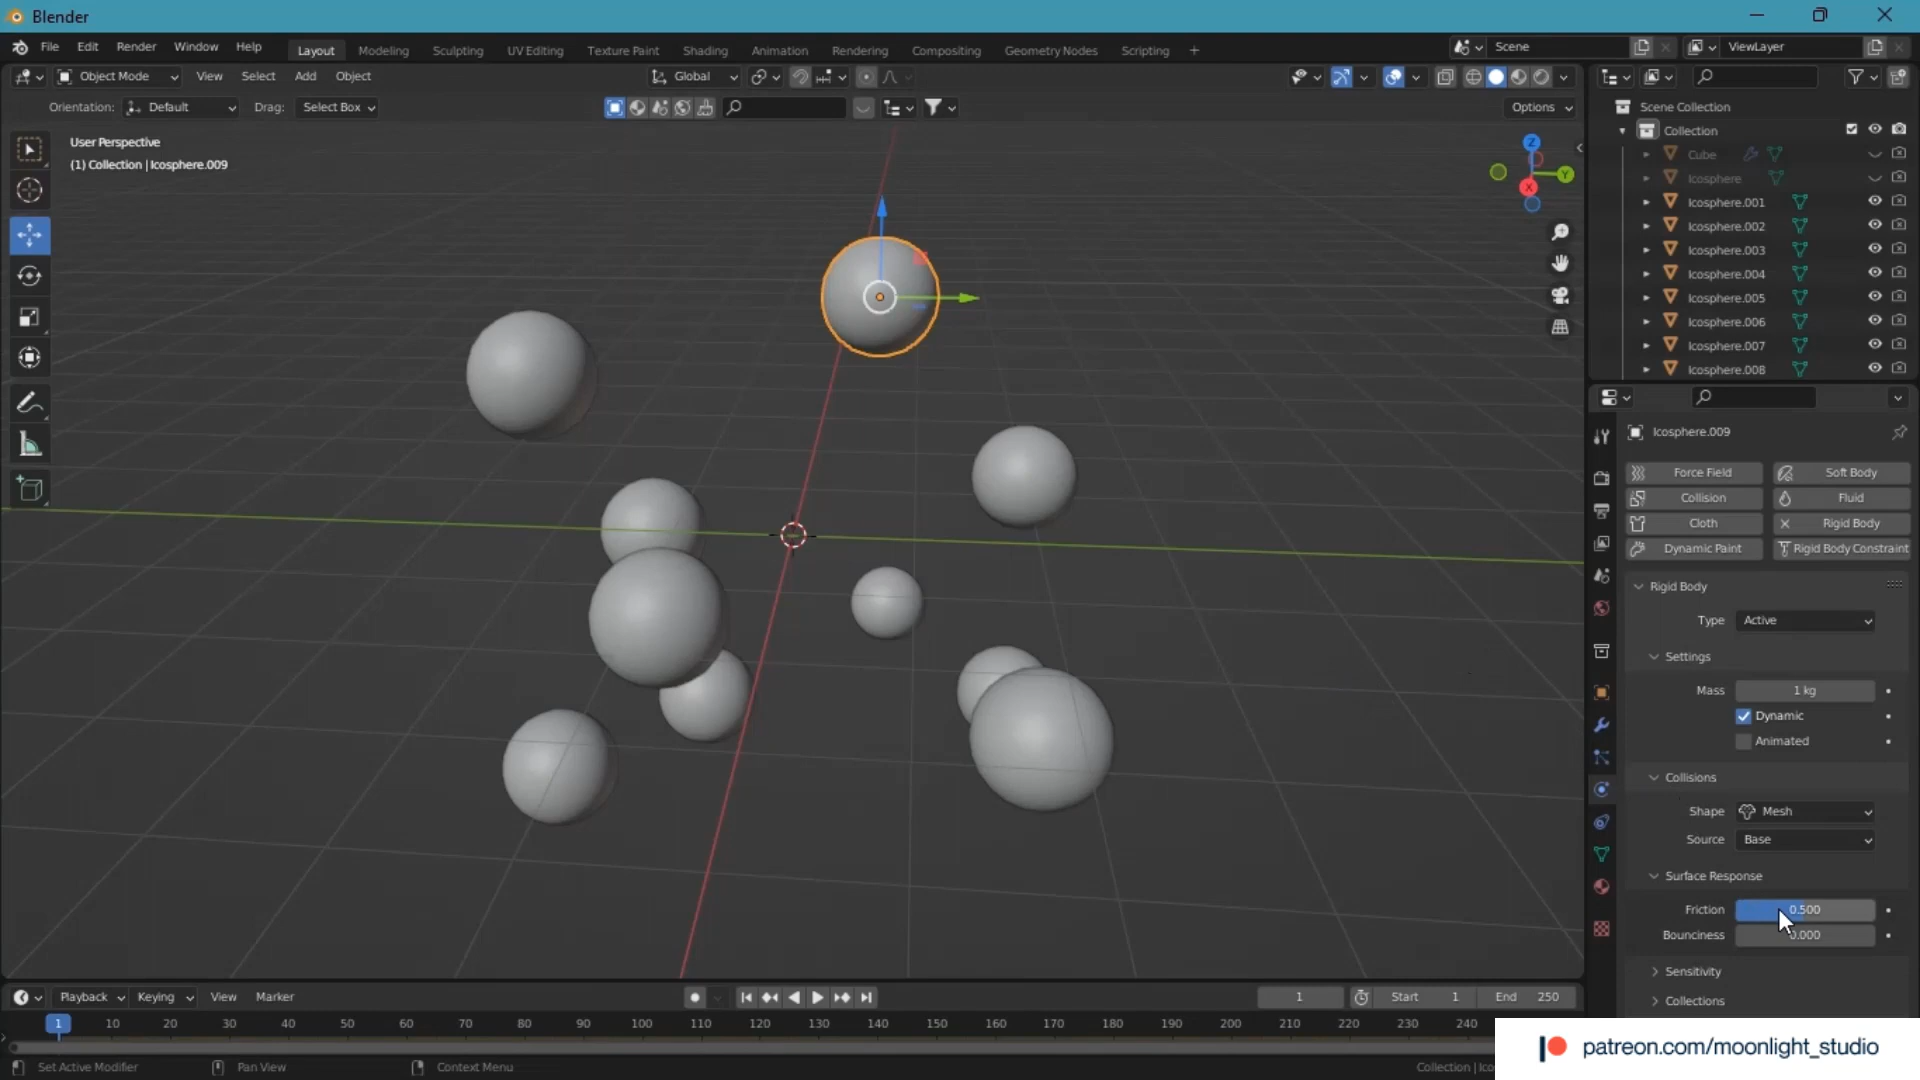 Blender
File Edit Render Window Help Layout Modeling Sculpting UV Editing Texture Paint Shading Animation Rendering Compositing Geometry Nodes Scripting + Scene ViewLayer
Object Mode View Select Add Object Global
Orientation: Default Drag: Select Box Options
User Perspective
(1) Collection | Icosphere.009
Z
Y
X
Scene Collection
Collection
Cube
Icosphere
Icosphere.001
Icosphere.002
Icosphere.003
Icosphere.004
Icosphere.005
Icosphere.006
Icosphere.007
Icosphere.008
Icosphere.009
Force Field Soft Body
Collision Fluid
Cloth Rigid Body
Dynamic Paint Rigid Body Constraint
Rigid Body
Type Active
Settings
Mass 1 kg
Dynamic
Animated
Collisions
Shape Mesh
Source Base
Surface Response
Friction 0.500
Bounciness 0.000
Sensitivity
Collections
Playback Keying View Marker 1 Start 1 End 250
1 10 20 30 40 50 60 70 80 90 100 110 120 130 140 150 160 170 180 190 200 210 220 230 240
Set Active Modifier Pan View Context Menu Collection | Ico
patreon.com/moonlight_studio